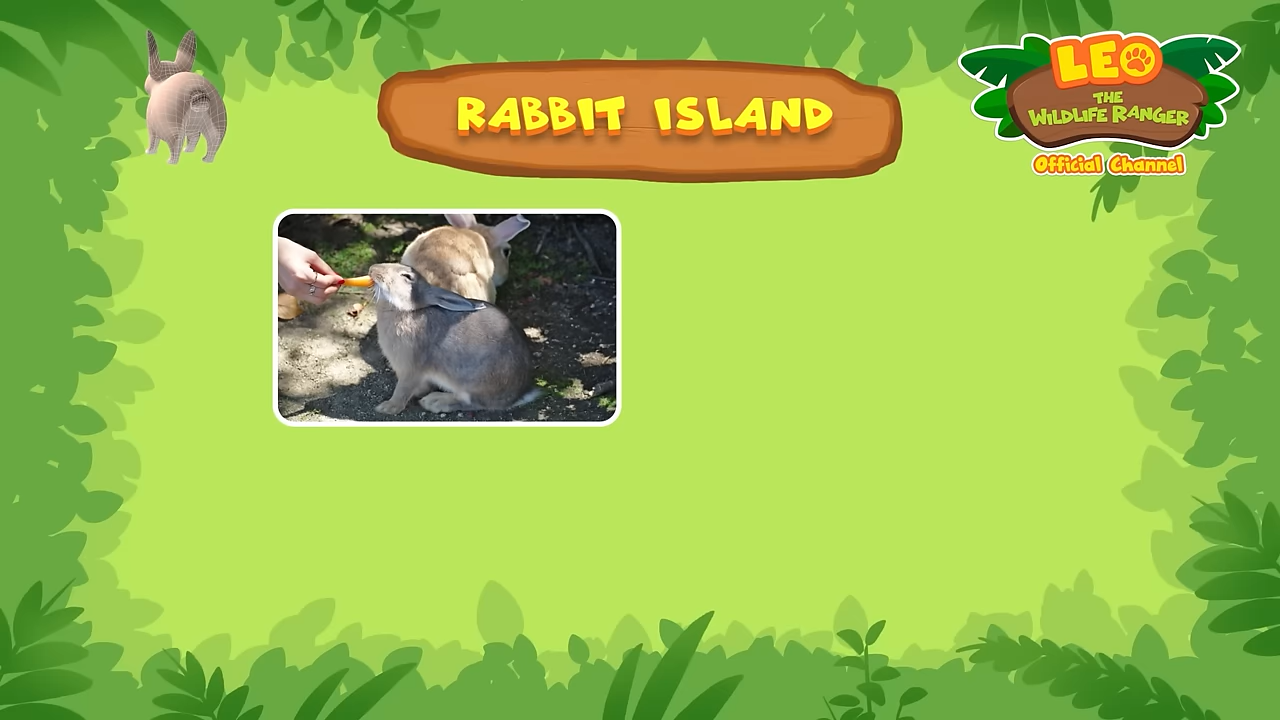 RABBIT ISLAND
LEO
THE
WILDLIFE RANGER
Official Channel